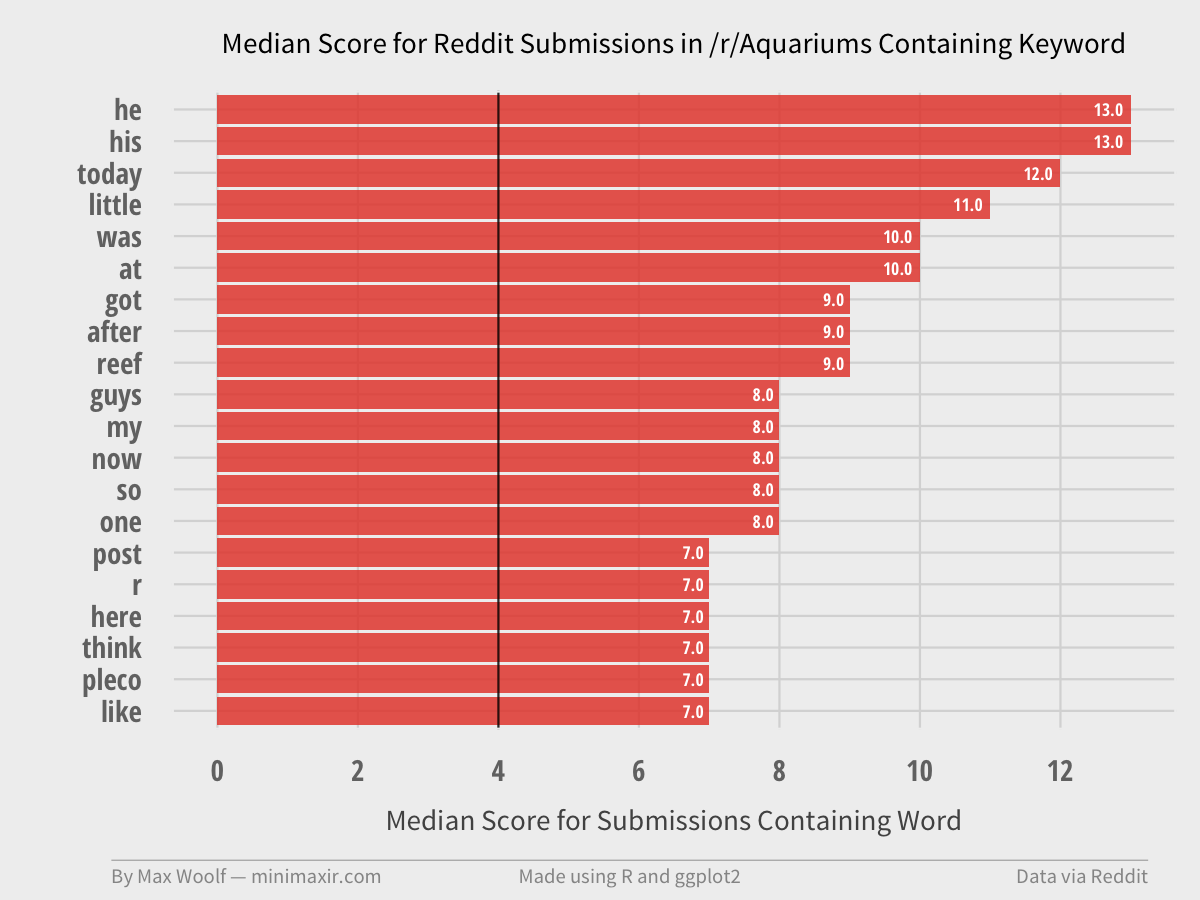 Median Score for Reddit Submissions in /r/Aquariums Containing Keyword
he 13.0
his 13.0
today 12.0
little 11.0
was 10.0
at 10.0
got 9.0
after 9.0
reef 9.0
guys 8.0
my 8.0
now 8.0
so 8.0
one 8.0
post 7.0
r 7.0
here 7.0
think 7.0
pleco 7.0
like 7.0
0 2 4 6 8 10 12
Median Score for Submissions Containing Word
By Max Woolf — minimaxir.com Made using R and ggplot2 Data via Reddit